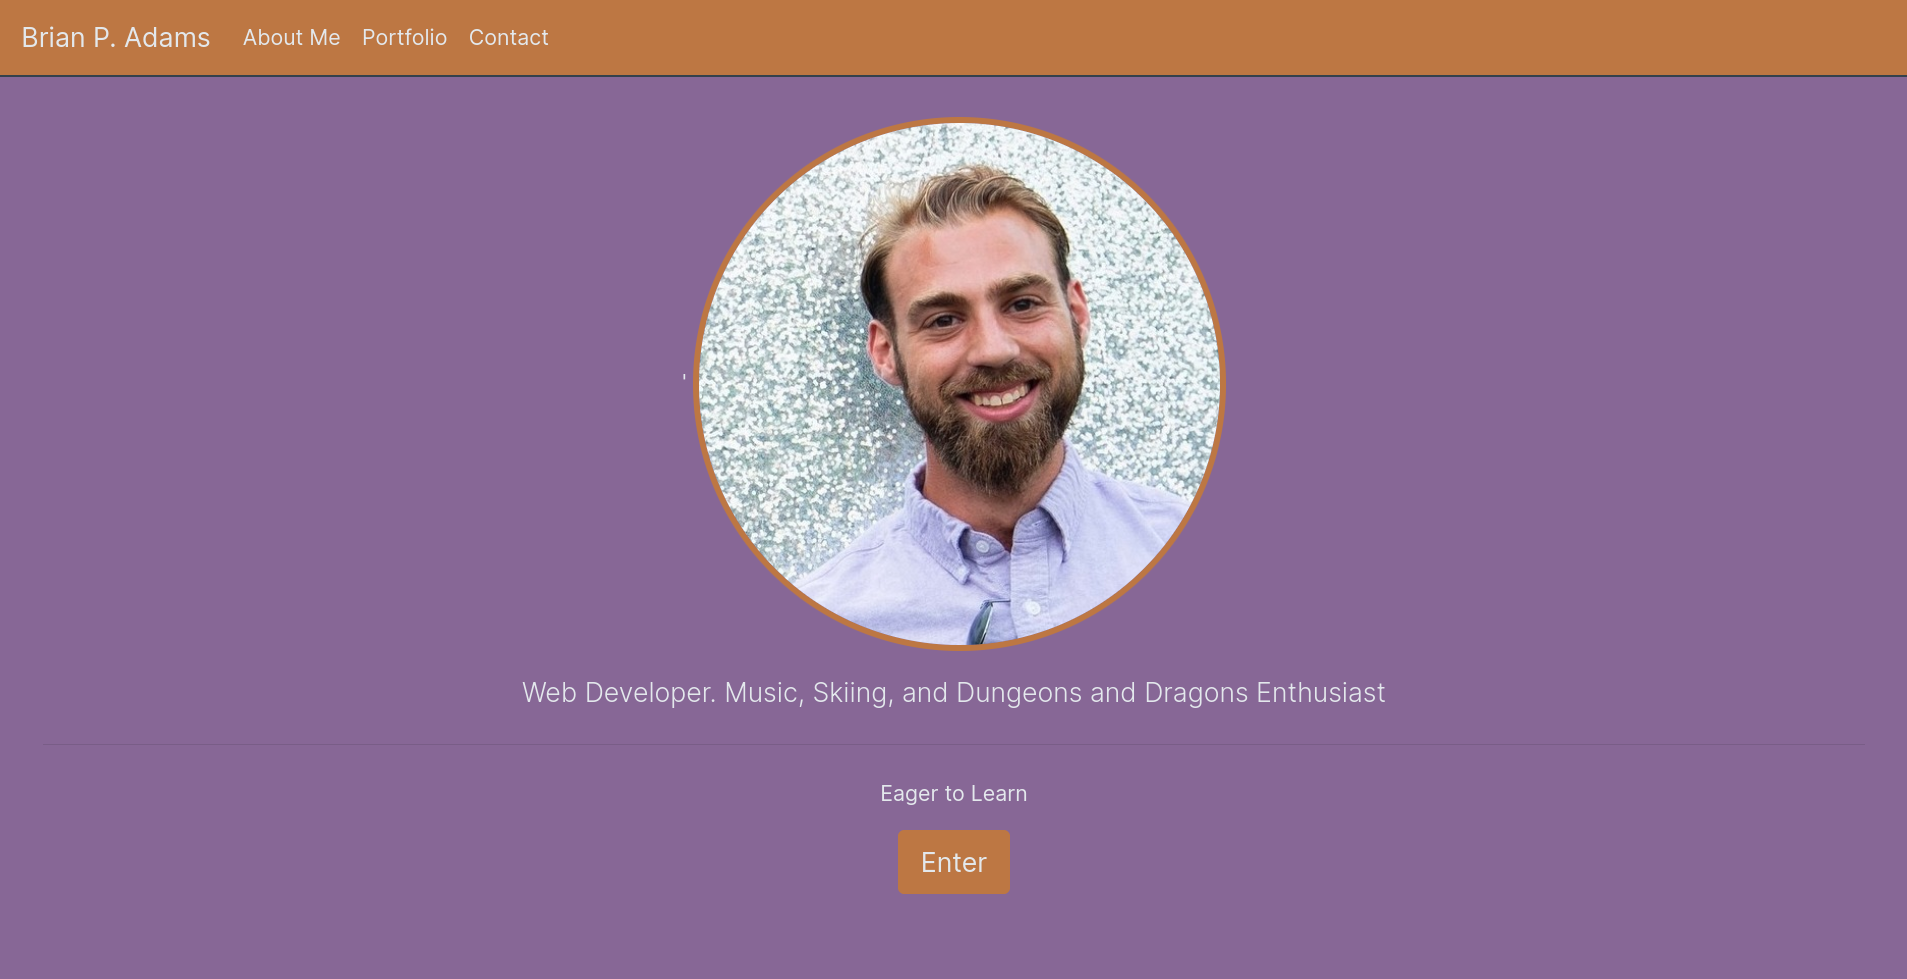 Brian P. Adams About Me Portfolio Contact
'
Web Developer. Music, Skiing, and Dungeons and Dragons Enthusiast
Eager to Learn
Enter